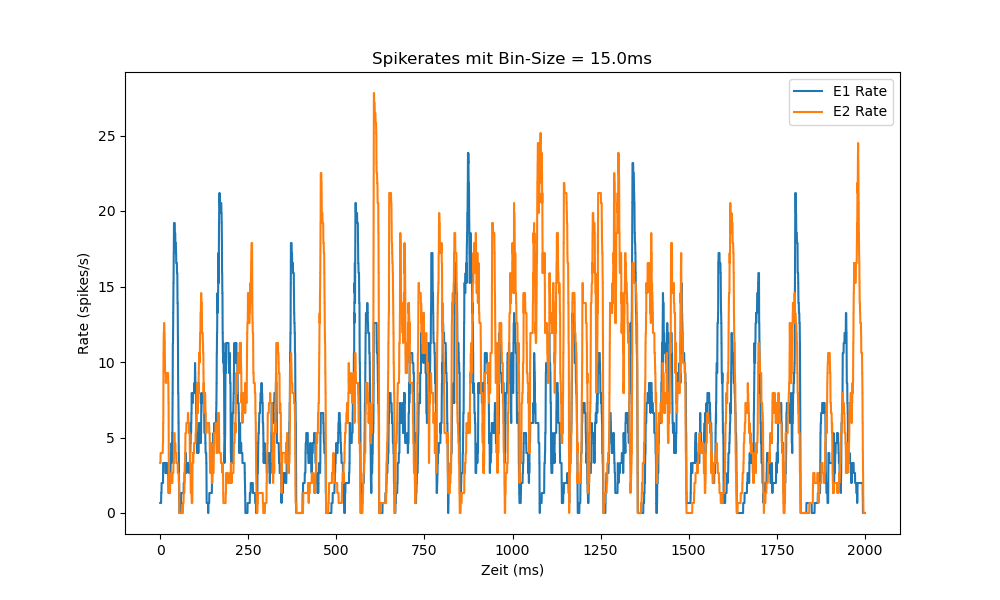 Spikerates mit Bin-Size = 15.0ms
E1 Rate
E2 Rate
Rate (spikes/s)
25
20
15
10
5
0
0 250 500 750 1000 1250 1500 1750 2000
Zeit (ms)